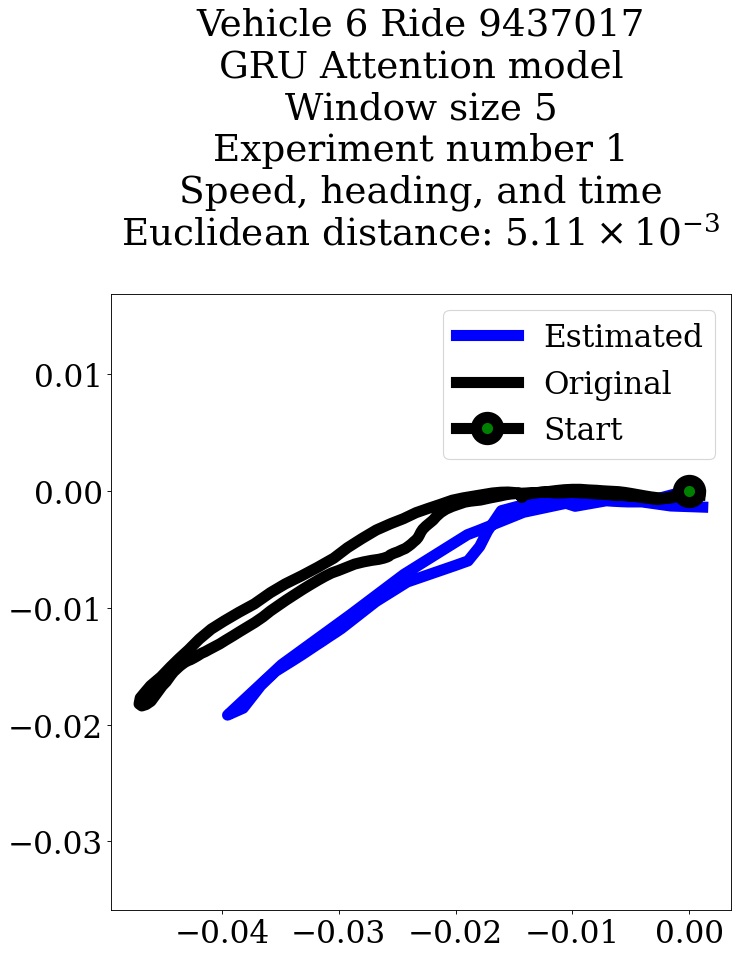 Vehicle 6 Ride 9437017
GRU Attention model
Window size 5
Experiment number 1
Speed, heading, and time
Euclidean distance: 5.11 × 10⁻³
Estimated
Original
Start
0.01
0.00
−0.01
−0.02
−0.03
−0.04 −0.03 −0.02 −0.01 0.00